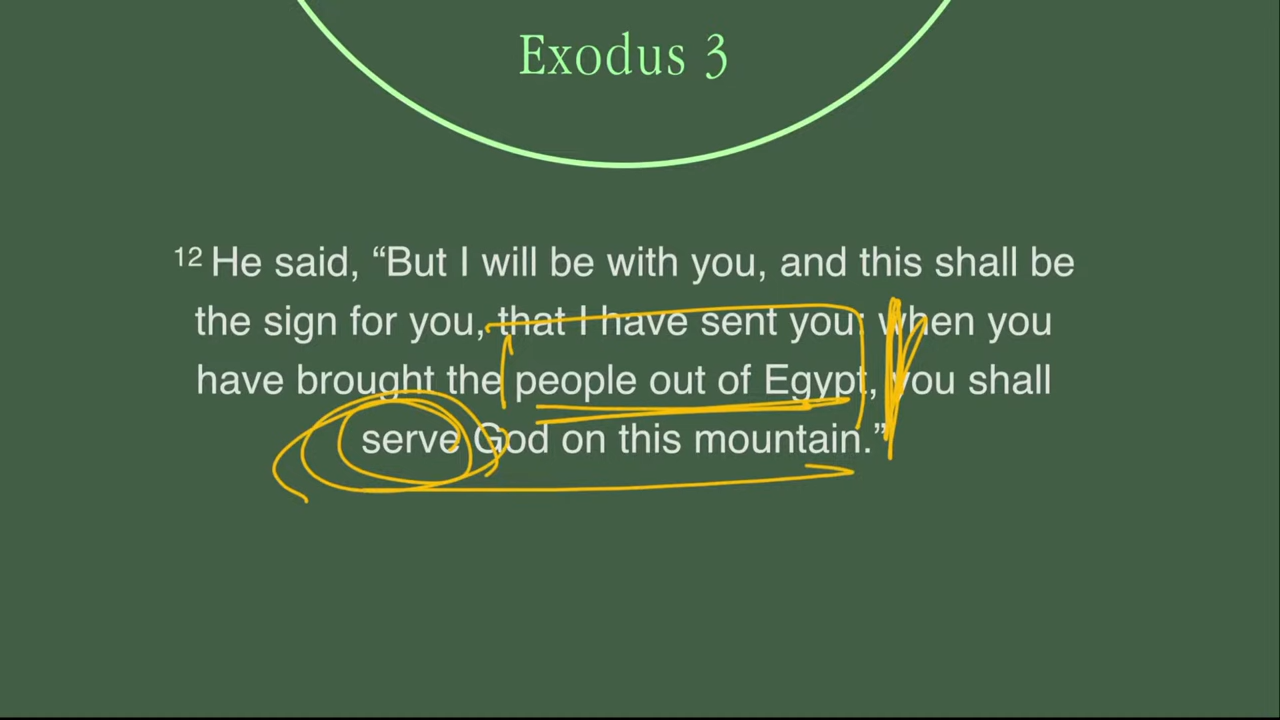 Exodus 3
12 He said, “But I will be with you, and this shall be
the sign for you, that I have sent you: when you
have brought the people out of Egypt, you shall
serve God on this mountain.”